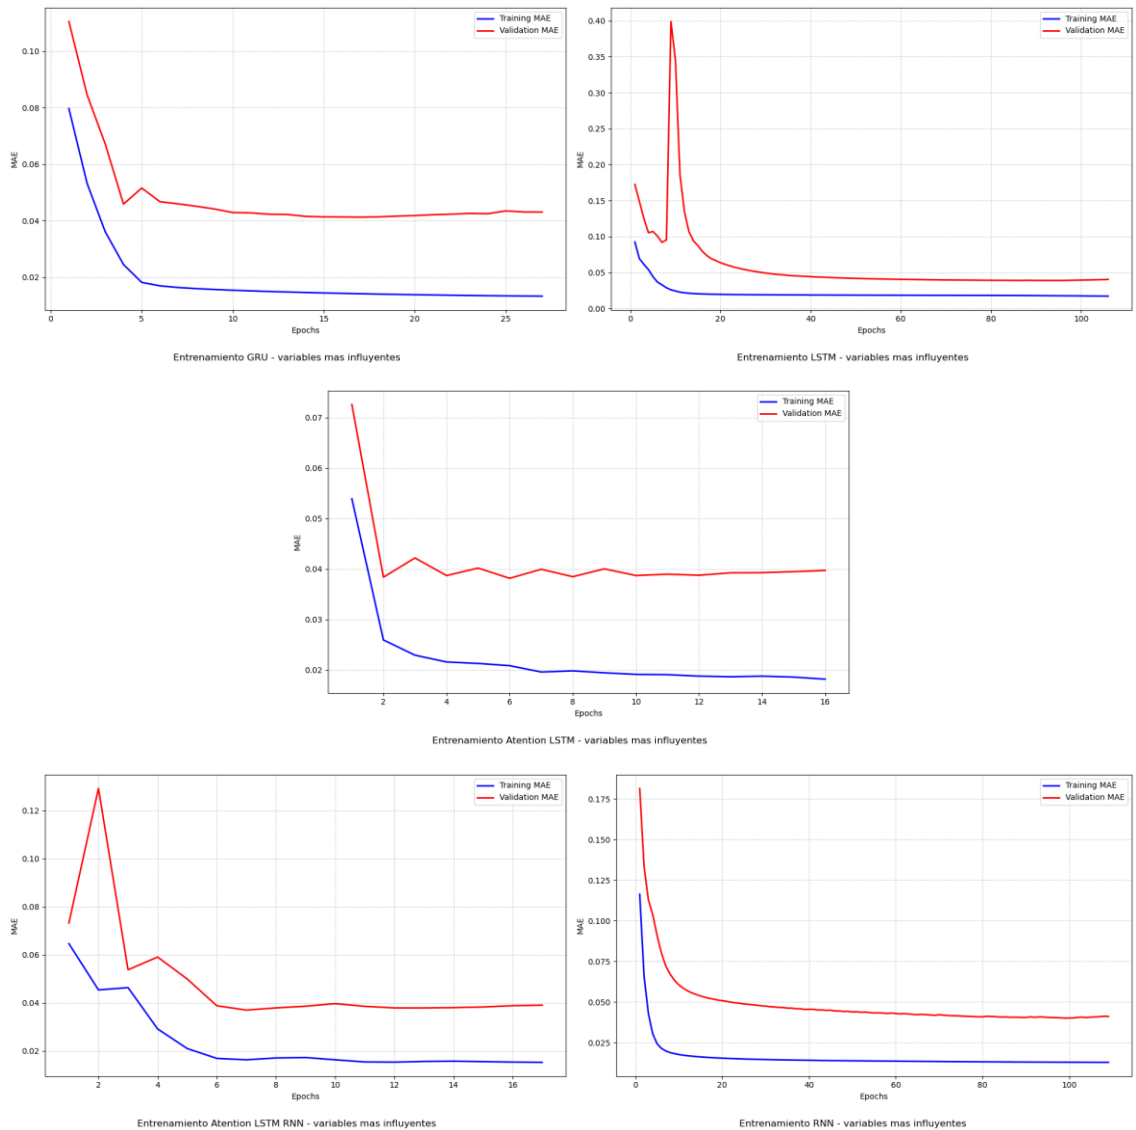 Training MAE
Validation MAE
0.10
0.08
0.06
0.04
0.02
MAE
0 5 10 15 20 25
Epochs
Entrenamiento GRU - variables mas influyentes
Training MAE
Validation MAE
0.40
0.35
0.30
0.25
0.20
0.15
0.10
0.05
0.00
MAE
0 20 40 60 80 100
Epochs
Entrenamiento LSTM - variables mas influyentes
Training MAE
Validation MAE
0.07
0.06
0.05
0.04
0.03
0.02
MAE
2 4 6 8 10 12 14 16
Epochs
Entrenamiento Atention LSTM - variables mas influyentes
Training MAE
Validation MAE
0.12
0.10
0.08
0.06
0.04
0.02
MAE
2 4 6 8 10 12 14 16
Epochs
Entrenamiento Atention LSTM RNN - variables mas influyentes
Training MAE
Validation MAE
0.175
0.150
0.125
0.100
0.075
0.050
0.025
MAE
0 20 40 60 80 100
Epochs
Entrenamiento RNN - variables mas influyentes